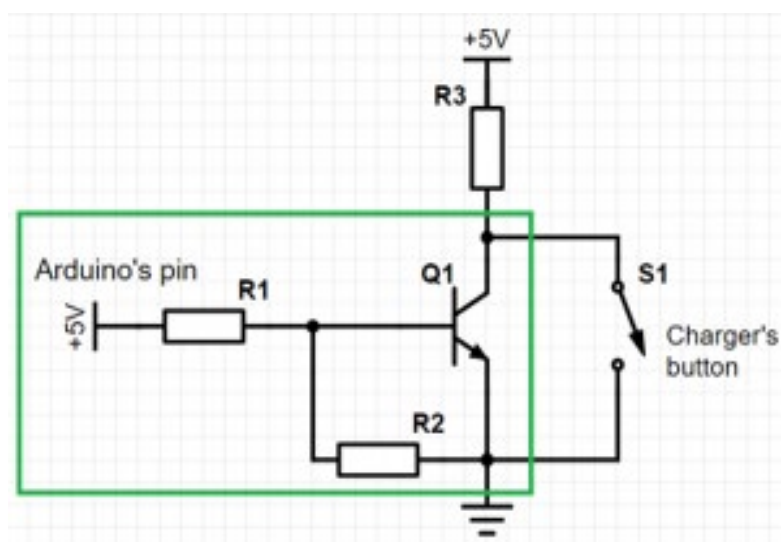 +5V
R3
Arduino's pin
Q1
S1
R1
+5V
Charger's
button
R2